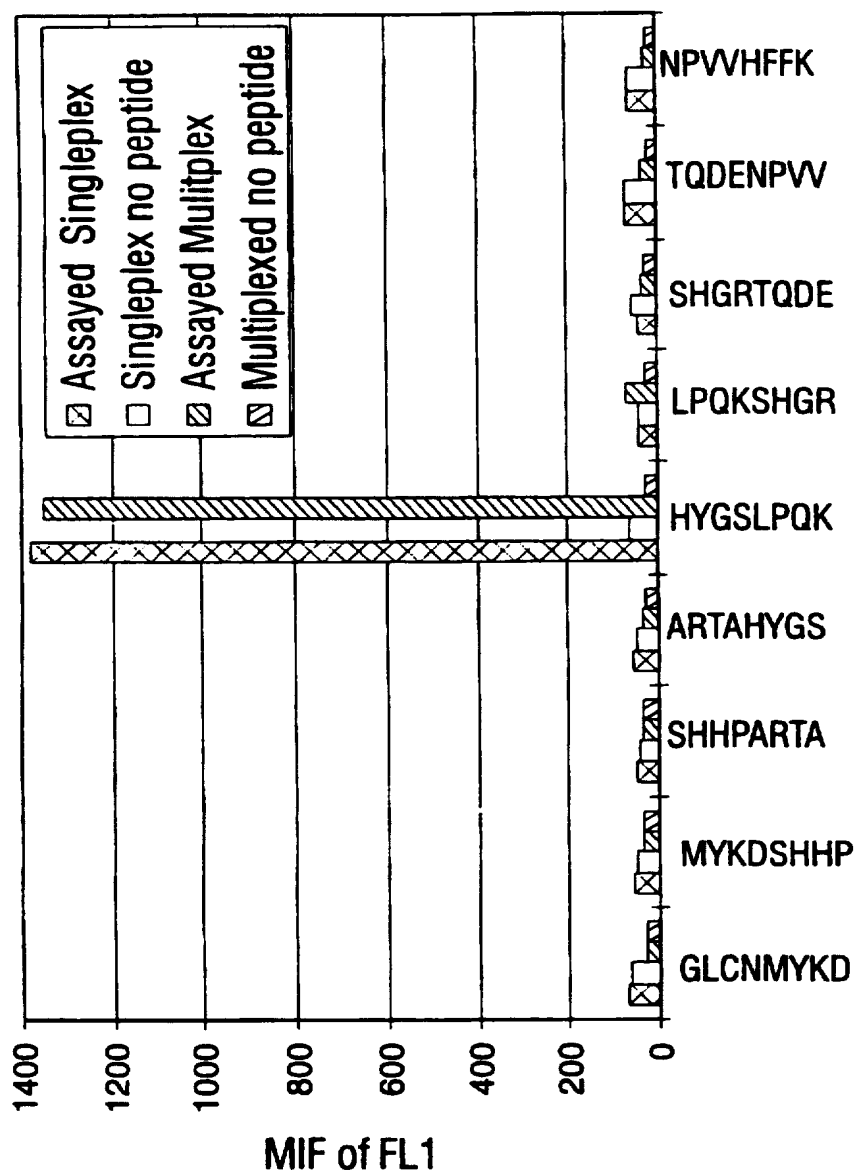 MIF of FL1
1400
1200
1000
800
600
400
200
0
Assayed Singleplex
Singleplex no peptide
Assayed Mulitplex
Multiplexed no peptide
GLCNMYKD
MYKDSHHP
SHHPARTA
ARTAHYGS
HYGSLPQK
LPQKSHGR
SHGRTQDE
TQDENPVV
NPVVHFFK